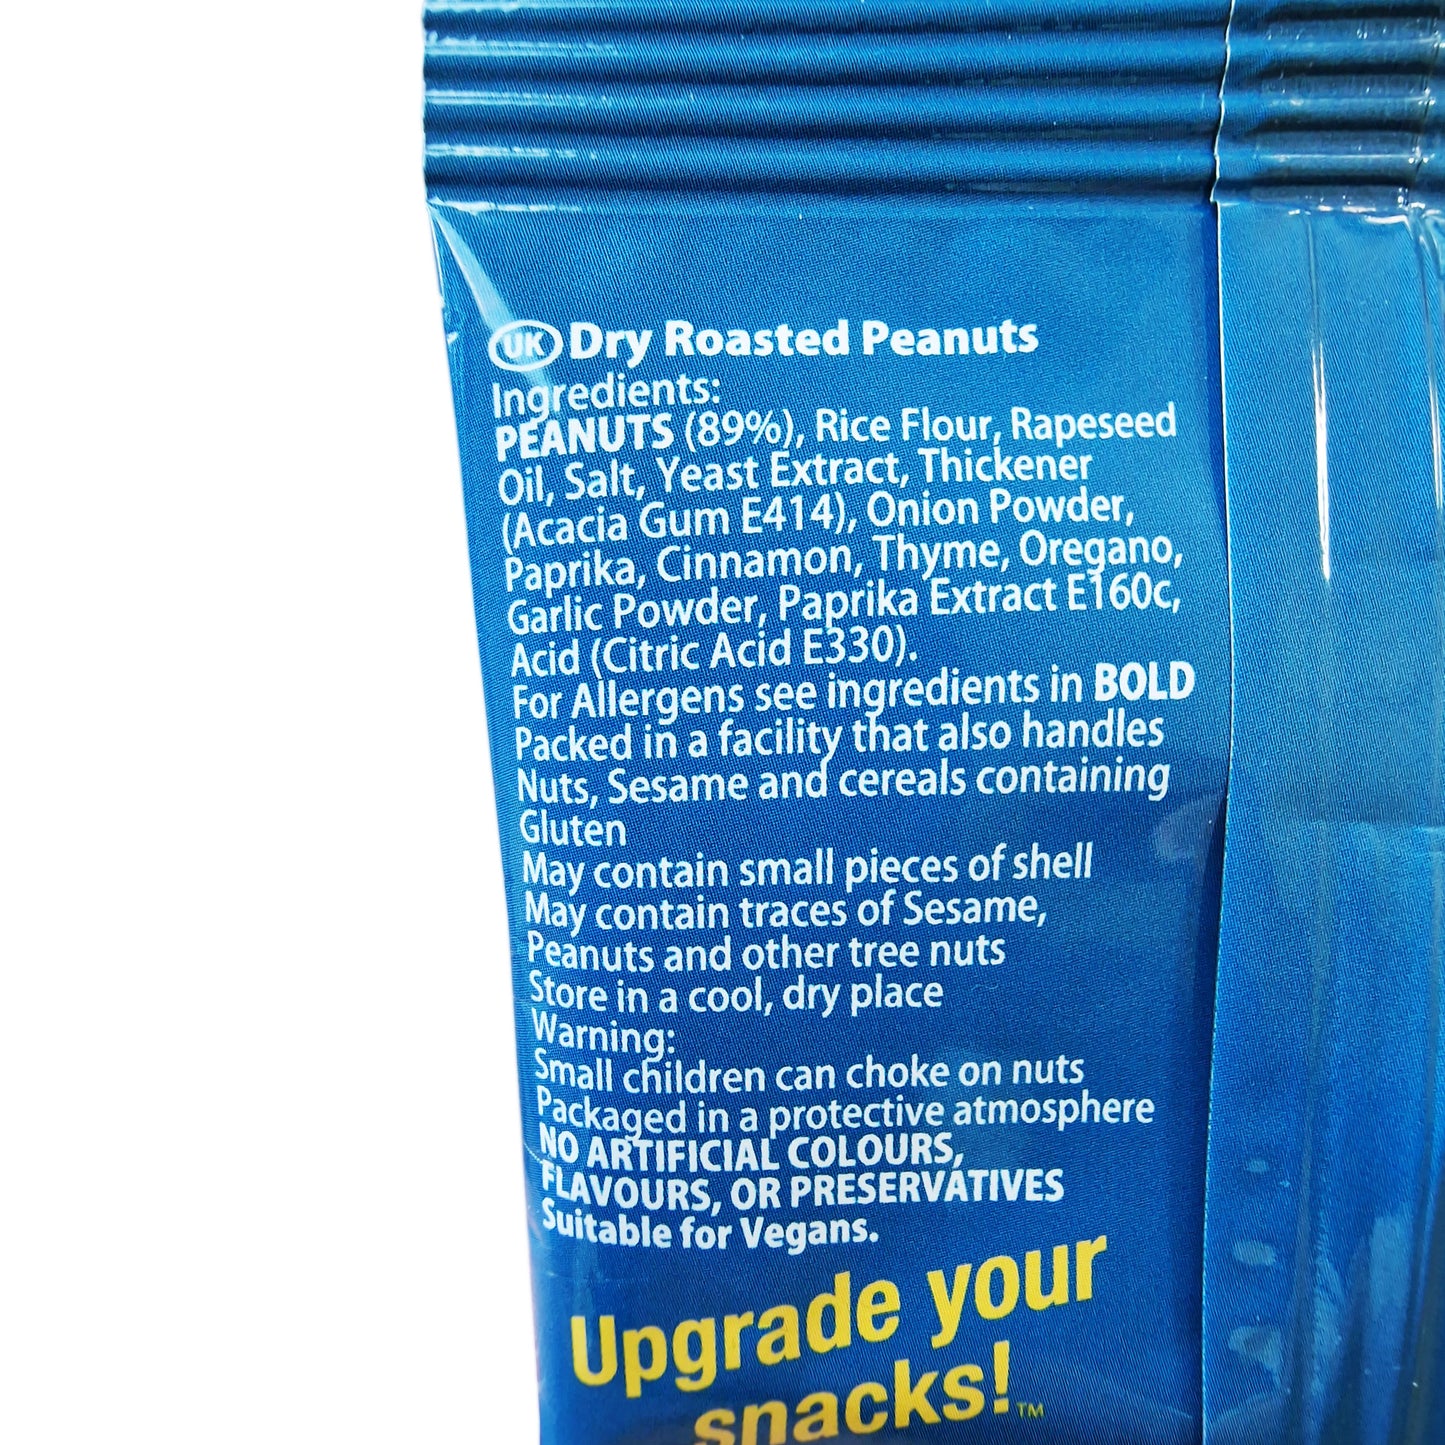 UK Dry Roasted Peanuts
Ingredients:
PEANUTS (89%), Rice Flour, Rapeseed
Oil, Salt, Yeast Extract, Thickener
(Acacia Gum E414), Onion Powder,
Paprika, Cinnamon, Thyme, Oregano,
Garlic Powder, Paprika Extract E160c,
Acid (Citric Acid E330).
For Allergens see ingredients in BOLD
Packed in a facility that also handles
Nuts, Sesame and cereals containing
Gluten
May contain small pieces of shell
May contain traces of Sesame,
Peanuts and other tree nuts
Store in a cool, dry place
Warning:
Small children can choke on nuts
Packaged in a protective atmosphere
NO ARTIFICIAL COLOURS,
FLAVOURS, OR PRESERVATIVES
Suitable for Vegans.
Upgrade your
snacks!™